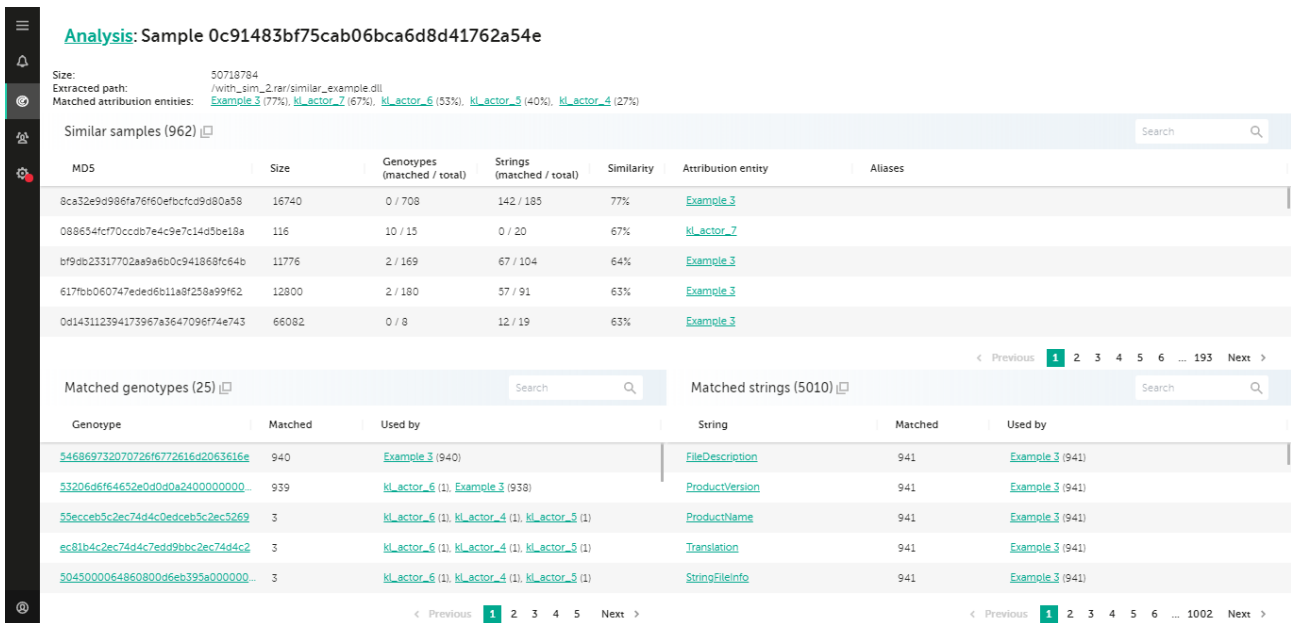 Analysis: Sample 0c91483bf75cab06bca6d8d41762a54e
Size: 50718784
Extracted path: /with_sim_2.rar/similar_example.dll
Matched attribution entities: Example 3 (77%), kl_actor_7 (67%), kl_actor_6 (53%), kl_actor_5 (40%), kl_actor_4 (27%)
Similar samples (962) Search
MD5 Size Genotypes (matched / total) Strings (matched / total) Similarity Attribution entity Aliases
8ca32e9d986fa76f60efbcfcd9d80a58 16740 0 / 708 142 / 185 77% Example 3
088654fcf70ccdb7e4c9e7c14d5be18a 116 10 / 15 0 / 20 67% kl_actor_7
bf9db23317702aa9a6b0c941868fc64b 11776 2 / 169 67 / 104 64% Example 3
617fbb060747eded6b11a8f258a99f62 12800 2 / 180 57 / 91 63% Example 3
0d143112394173967a3647096f74e743 66082 0 / 8 12 / 19 63% Example 3
< Previous 1 2 3 4 5 6 ... 193 Next >
Matched genotypes (25) Search
Genotype Matched Used by
546869732070726f6772616d2063616e 940 Example 3 (940)
53206d6f64652e0d0d0a2400000000... 939 kl_actor_6 (1), Example 3 (938)
55ecceb5c2ec74d4c0edceb5c2ec5269 3 kl_actor_6 (1), kl_actor_4 (1), kl_actor_5 (1)
ec81b4c2ec74d4c7edd9bbc2ec74d4c2 3 kl_actor_6 (1), kl_actor_4 (1), kl_actor_5 (1)
5045000064860800d6eb395a000000... 3 kl_actor_6 (1), kl_actor_4 (1), kl_actor_5 (1)
< Previous 1 2 3 4 5 Next >
Matched strings (5010) Search
String Matched Used by
FileDescription 941 Example 3 (941)
ProductVersion 941 Example 3 (941)
ProductName 941 Example 3 (941)
Translation 941 Example 3 (941)
StringFileInfo 941 Example 3 (941)
< Previous 1 2 3 4 5 6 ... 1002 Next >